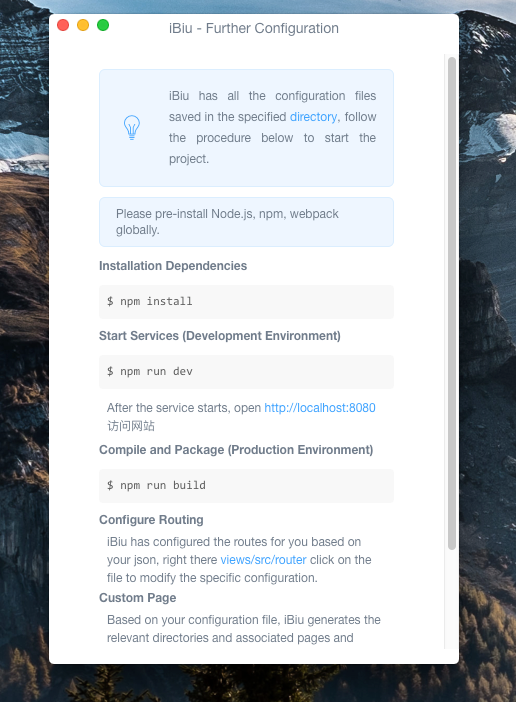 iBiu - Further Configuration
iBiu has all the configuration files
saved in the specified directory, follow
the procedure below to start the
project.
Please pre-install Node.js, npm, webpack
globally.
Installation Dependencies
$ npm install
Start Services (Development Environment)
$ npm run dev
After the service starts, open http://localhost:8080
访问网站
Compile and Package (Production Environment)
$ npm run build
Configure Routing
iBiu has configured the routes for you based on
your json, right there views/src/router click on the
file to modify the specific configuration.
Custom Page
Based on your configuration file, iBiu generates the
relevant directories and associated pages and